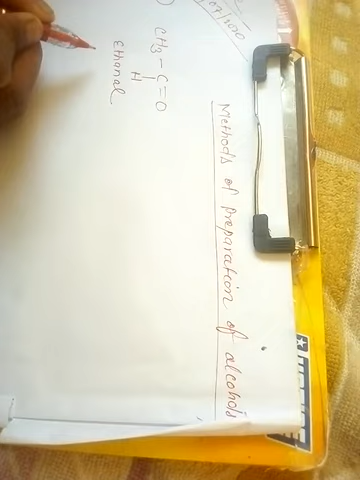 Methods of Preparation of alcohols
CH3 - C = O
H
Ethanal